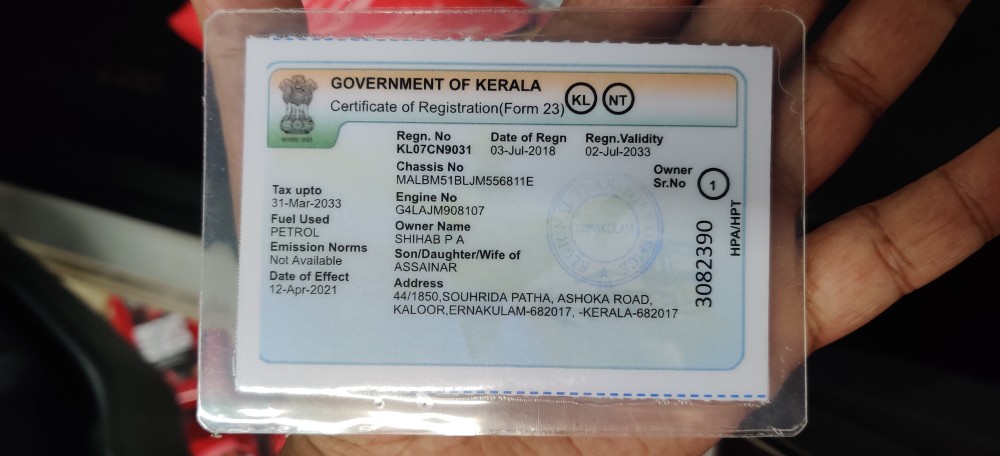 GOVERNMENT OF KERALA
Certificate of Registration(Form 23)
KL
NT
Regn. No
KL07CN9031
Date of Regn
03-Jul-2018
Regn.Validity
02-Jul-2033
Chassis No
MALBM51BLJM556811E
Owner
Sr.No
1
Tax upto
31-Mar-2033
Engine No
G4LAJM908107
Fuel Used
PETROL
Owner Name
SHIHAB P A
Emission Norms
Not Available
Son/Daughter/Wife of
ASSAINAR
Date of Effect
12-Apr-2021
Address
44/1850,SOUHRIDA PATHA, ASHOKA ROAD,
KALOOR,ERNAKULAM-682017, -KERALA-682017
3082390
HPA/HPT
ERNAKULAM